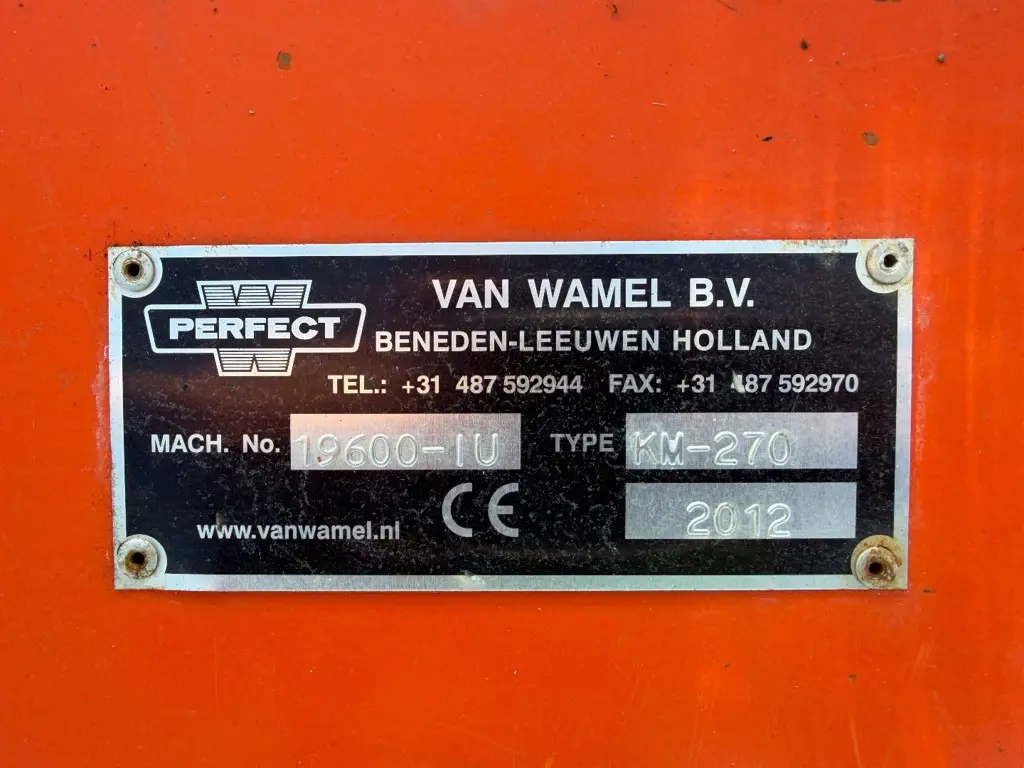 VAN WAMEL B.V.
W
PERFECT
W
BENEDEN-LEEUWEN HOLLAND
TEL.: +31 487 592944 FAX: +31 487 592970
MACH. No. 19600-IU TYPE KM-270
www.vanwamel.nl CE 2012